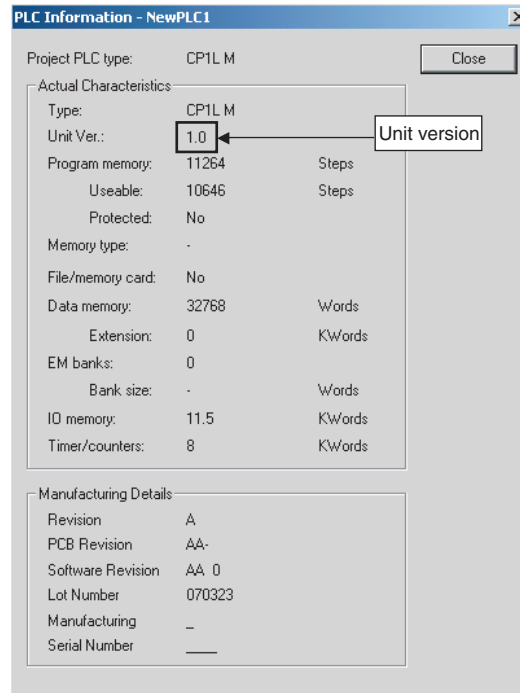 PLC Information - NewPLC1
Project PLC type: CP1L M Close
Actual Characteristics
Type: CP1L M
Unit Ver.: 1.0 Unit version
Program memory: 11264 Steps
Useable: 10646 Steps
Protected: No
Memory type: -
File/memory card: No
Data memory: 32768 Words
Extension: 0 KWords
EM banks: 0
Bank size: - Words
IO memory: 11.5 KWords
Timer/counters: 8 KWords
Manufacturing Details
Revision A
PCB Revision AA-
Software Revision AA 0
Lot Number 070323
Manufacturing _
Serial Number ____